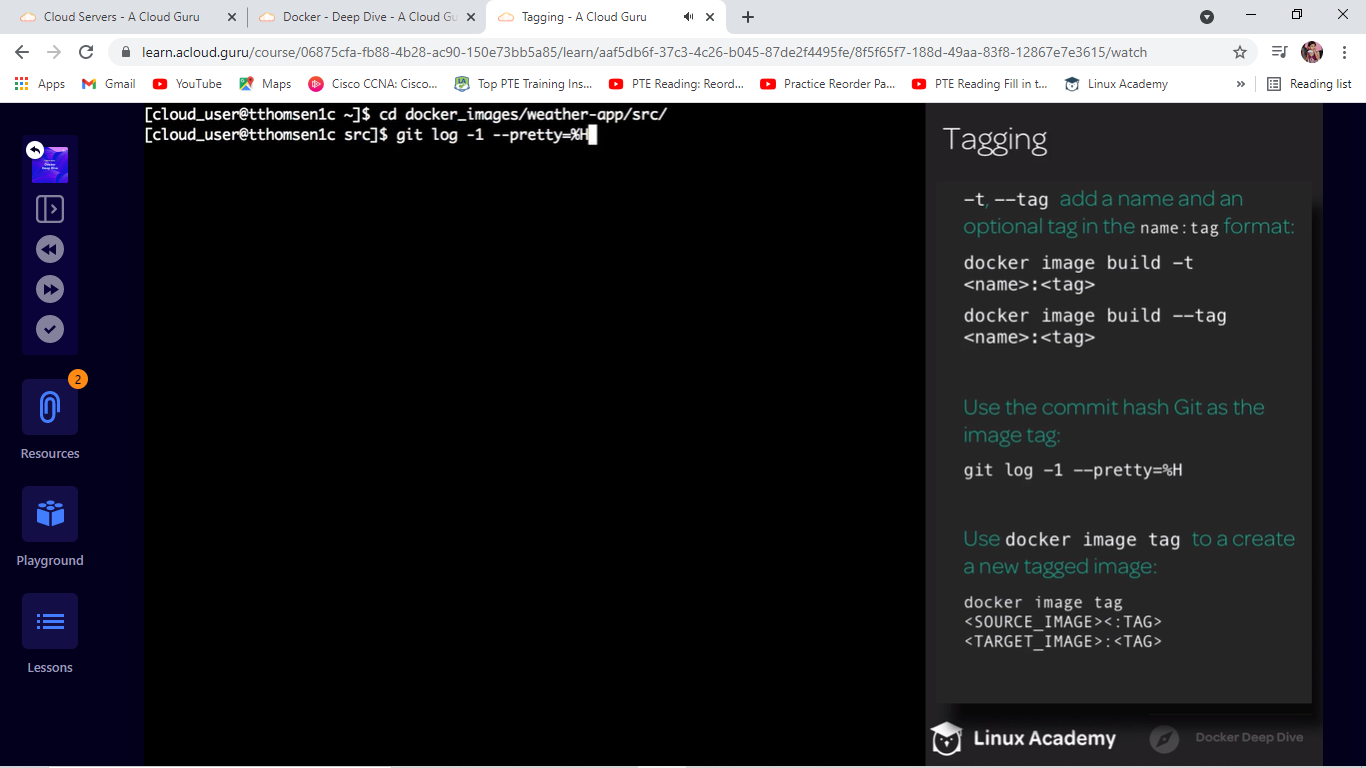 Cloud Servers - A Cloud Guru
Docker - Deep Dive - A Cloud Gu
Tagging - A Cloud Guru
learn.acloud.guru/course/06875cfa-fb88-4b28-ac90-150e73bb5a85/learn/aaf5db6f-37c3-4c26-b045-87de2f4495fe/8f5f65f7-188d-49aa-83f8-12867e7e3615/watch
Apps
Gmail
YouTube
Maps
Cisco CCNA: Cisco...
Top PTE Training Ins...
PTE Reading: Reord...
Practice Reorder Pa...
PTE Reading Fill in t...
Linux Academy
»
Reading list
[cloud_user@tthomsen1c ~]$ cd docker_images/weather-app/src/
[cloud_user@tthomsen1c src]$ git log -1 --pretty=%H
Docker
Deep Dive
2
Resources
Playground
Lessons
Tagging
-t, --tag add a name and an
optional tag in the name:tag format:
docker image build -t
<name>:<tag>
docker image build --tag
<name>:<tag>
Use the commit hash Git as the
image tag:
git log -1 --pretty=%H
Use docker image tag to a create
a new tagged image:
docker image tag
<SOURCE_IMAGE><:TAG>
<TARGET_IMAGE>:<TAG>
Linux Academy
Docker Deep Dive